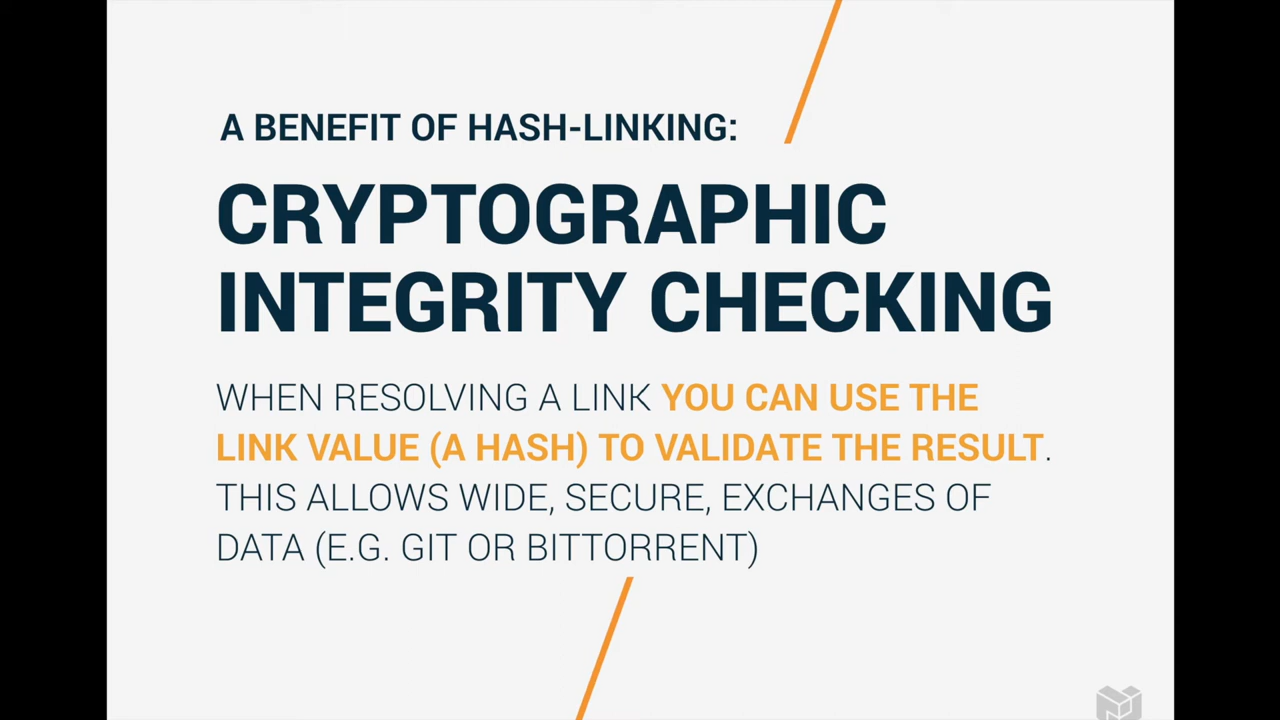 A BENEFIT OF HASH-LINKING:
CRYPTOGRAPHIC
INTEGRITY CHECKING
WHEN RESOLVING A LINK YOU CAN USE THE
LINK VALUE (A HASH) TO VALIDATE THE RESULT.
THIS ALLOWS WIDE, SECURE, EXCHANGES OF
DATA (E.G. GIT OR BITTORRENT)